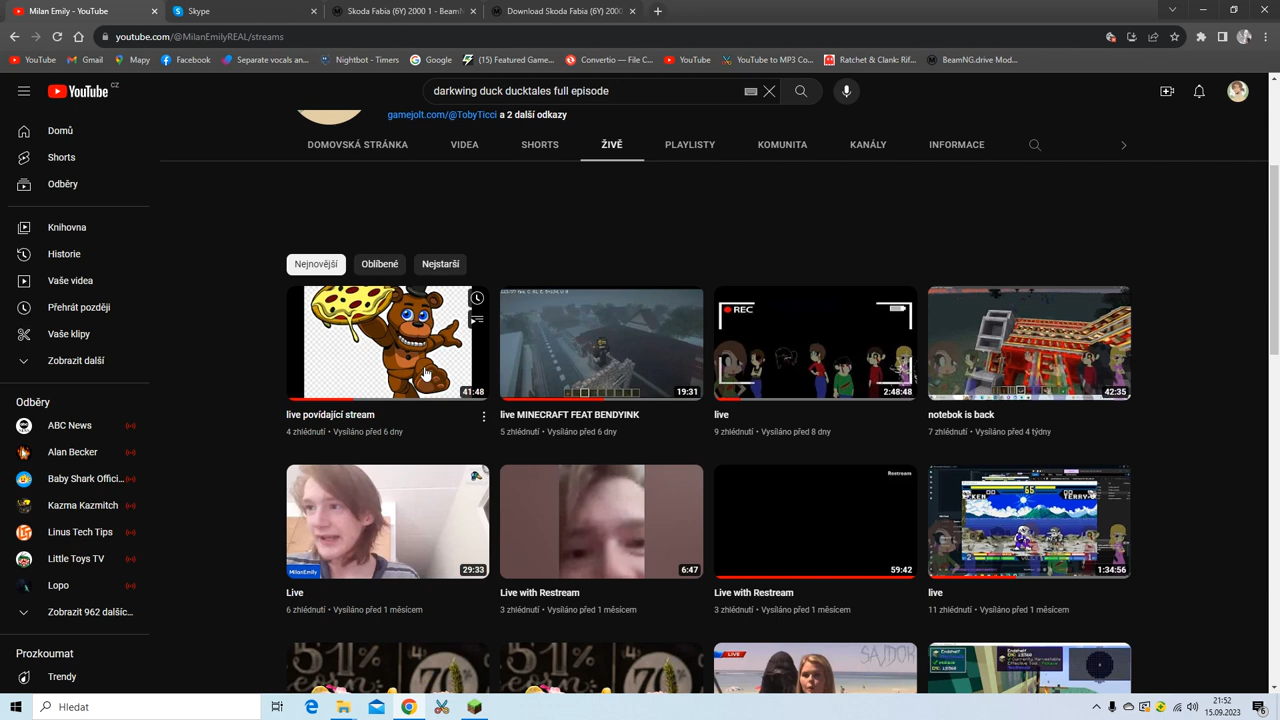 Milan Emily - YouTube
Skype
Skoda Fabia (6Y) 2000 1 - BeamN
Download Skoda Fabia (6Y) 2000
youtube.com/@MilanEmilyREAL/streams
YouTube
Gmail
Mapy
Facebook
Separate vocals an...
Nightbot - Timers
Google
(15) Featured Game...
Convertio — File C...
YouTube
YouTube to MP3 Co...
Ratchet & Clank: Rif...
BeamNG.drive Mod...
YouTube CZ
darkwing duck ducktales full episode
gamejolt.com/@TobyTicci a 2 další odkazy
DOMOVSKÁ STRÁNKA
VIDEA
SHORTS
ŽIVĚ
PLAYLISTY
KOMUNITA
KANÁLY
INFORMACE
Domů
Shorts
Odběry
Knihovna
Historie
Vaše videa
Přehrát později
Vaše klipy
Zobrazit další
Odběry
ABC News
Alan Becker
Baby Shark Offici...
Kazma Kazmitch
Linus Tech Tips
Little Toys TV
Lopo
Zobrazit 962 dalšíc...
Prozkoumat
Trendy
Nejnovější
Oblíbené
Nejstarší
41:48
live povídající stream
4 zhlédnutí • Vysíláno před 6 dny
19:31
live MINECRAFT FEAT BENDYINK
5 zhlédnutí • Vysíláno před 6 dny
REC
2:48:48
live
9 zhlédnutí • Vysíláno před 8 dny
42:35
notebok is back
7 zhlédnutí • Vysíláno před 4 týdny
MilanEmily
29:33
Live
6 zhlédnutí • Vysíláno před 1 měsícem
6:47
Live with Restream
3 zhlédnutí • Vysíláno před 1 měsícem
Restream
59:42
Live with Restream
3 zhlédnutí • Vysíláno před 1 měsícem
65
KEN
TERRY
1:34:56
live
11 zhlédnutí • Vysíláno před 1 měsícem
LIVE
SAJDOK
Hledat
21:52
15.09.2023
6